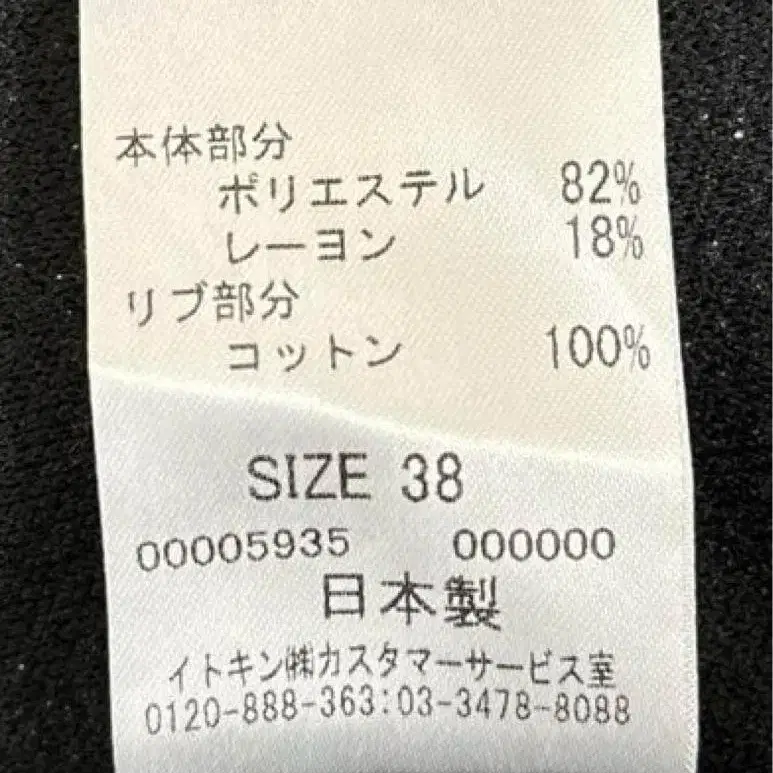 本体部分
ポリエステル 82%
レーヨン 18%
リブ部分
コットン 100%
SIZE 38
00005935 000000
日本製
イトキン㈱カスタマーサービス室
0120-888-363:03-3478-8088